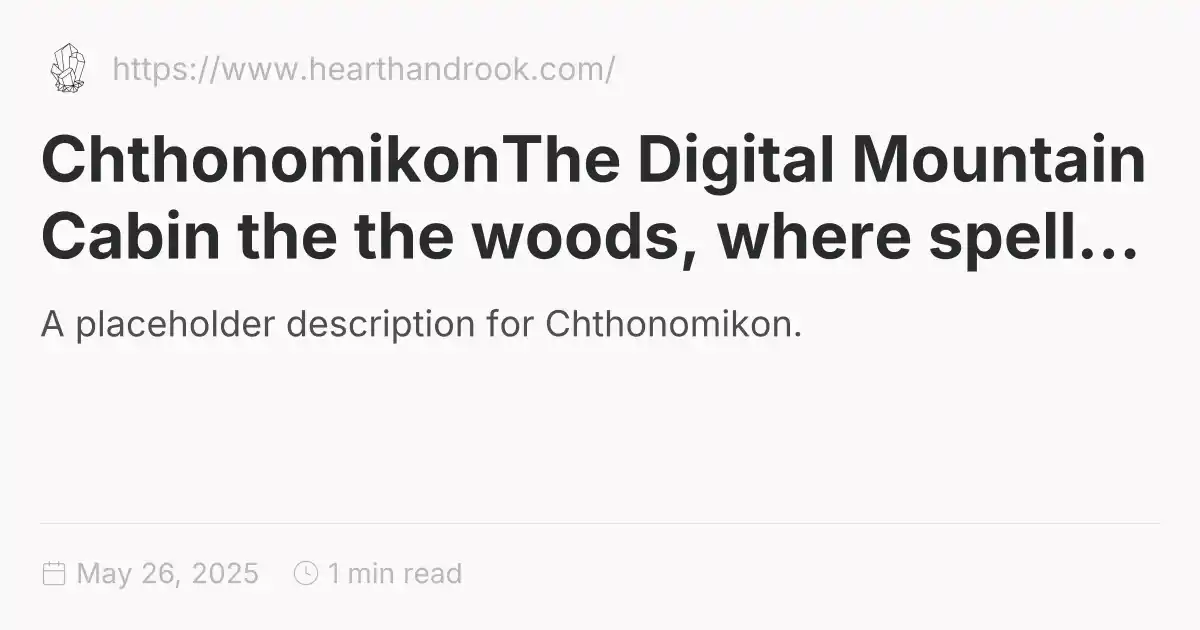 https://www.hearthandrook.com/
ChthonomikonThe Digital Mountain
Cabin the the woods, where spell...
A placeholder description for Chthonomikon.
May 26, 2025
1 min read